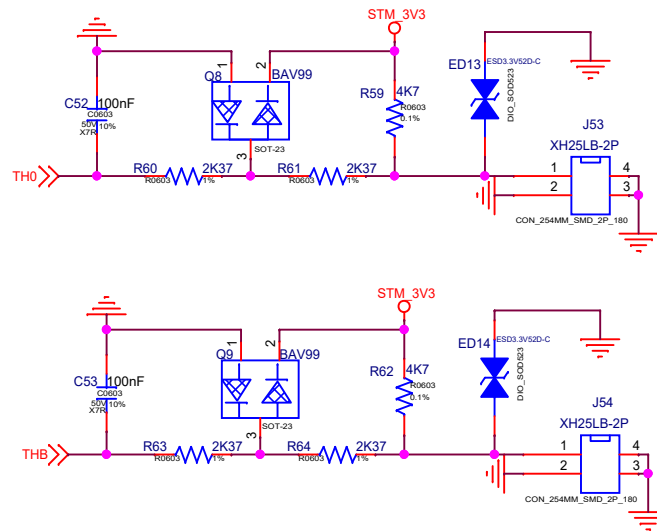 STM_3V3
1
2
Q8
BAV99
ED13
ESD3.3V52D-C
DIO_SOD523
C52
100nF
C0603
50V
10%
X7R
R59
4K7
R0603
0.1%
J53
XH25LB-2P
3
SOT-23
TH0
R60
2K37
R0603
1%
R61
2K37
R0603
1%
1
4
2
3
CON_254MM_SMD_2P_180
STM_3V3
1
2
Q9
BAV99
ED14
ESD3.3V52D-C
DIO_SOD523
C53
100nF
C0603
50V
10%
X7R
R62
4K7
R0603
0.1%
J54
XH25LB-2P
3
SOT-23
THB
R63
2K37
R0603
1%
R64
2K37
R0603
1%
1
4
2
3
CON_254MM_SMD_2P_180